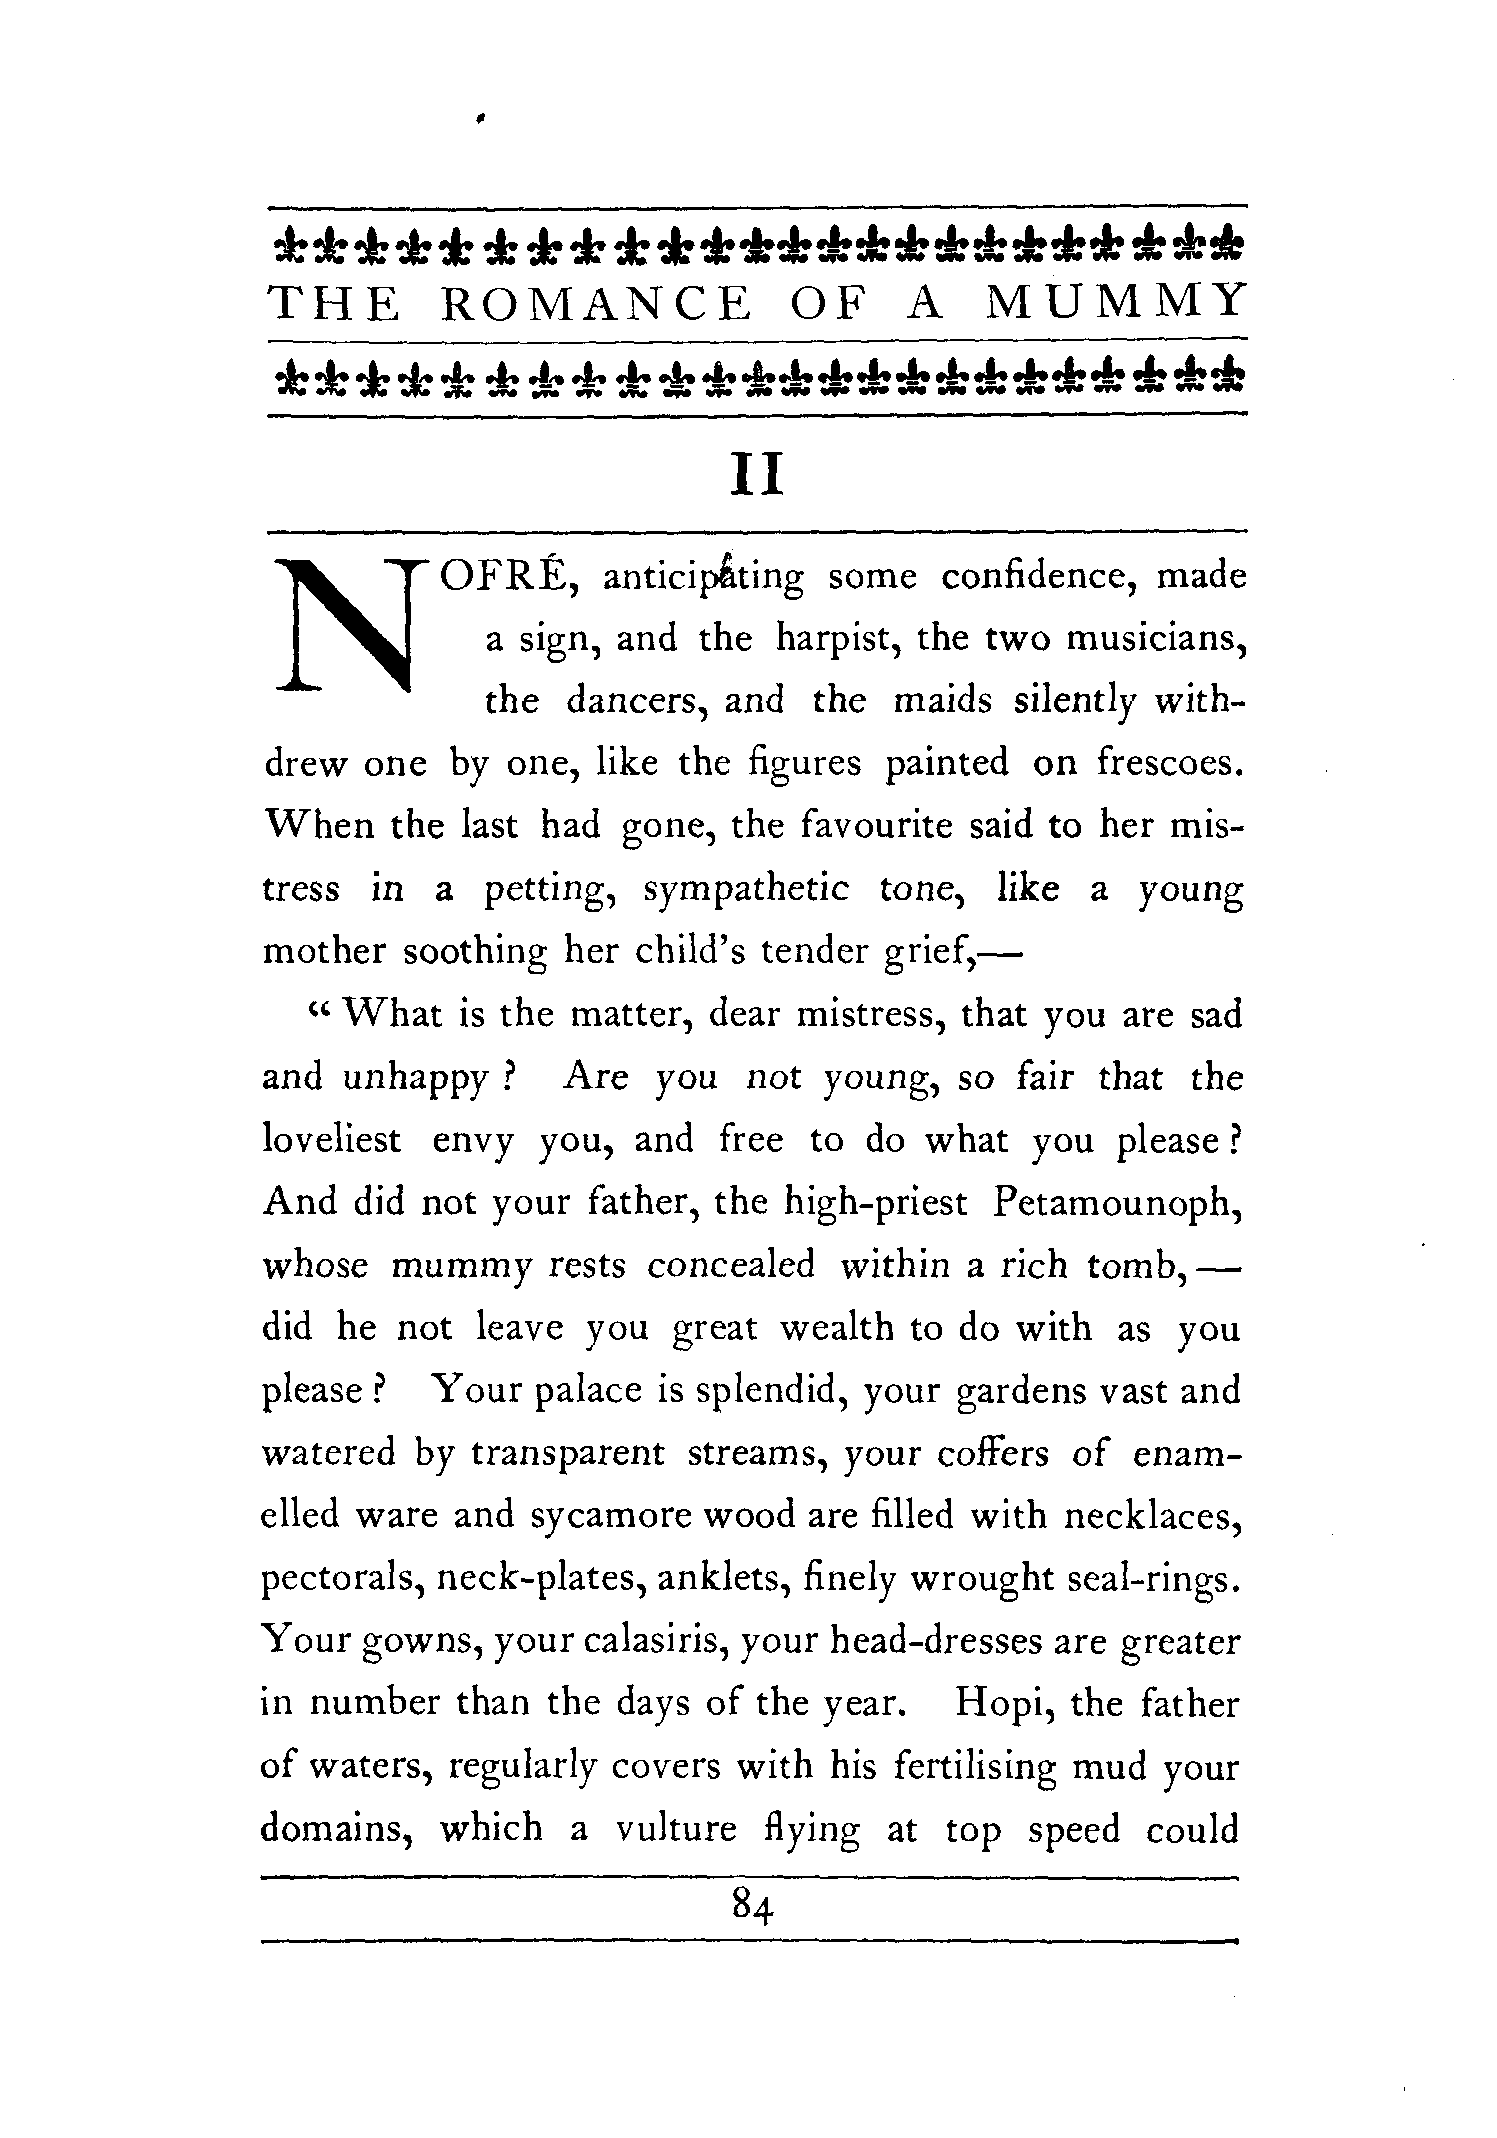 THE ROMANCE OF A MUMMY
II
NOFRÉ, anticipating some confidence, made
a sign, and the harpist, the two musicians,
the dancers, and the maids silently with-
drew one by one, like the figures painted on frescoes.
When the last had gone, the favourite said to her mis-
tress in a petting, sympathetic tone, like a young
mother soothing her child's tender grief,—
“ What is the matter, dear mistress, that you are sad
and unhappy ? Are you not young, so fair that the
loveliest envy you, and free to do what you please ?
And did not your father, the high-priest Petamounoph,
whose mummy rests concealed within a rich tomb,—
did he not leave you great wealth to do with as you
please ? Your palace is splendid, your gardens vast and
watered by transparent streams, your coffers of enam-
elled ware and sycamore wood are filled with necklaces,
pectorals, neck-plates, anklets, finely wrought seal-rings.
Your gowns, your calasiris, your head-dresses are greater
in number than the days of the year. Hopi, the father
of waters, regularly covers with his fertilising mud your
domains, which a vulture flying at top speed could
84